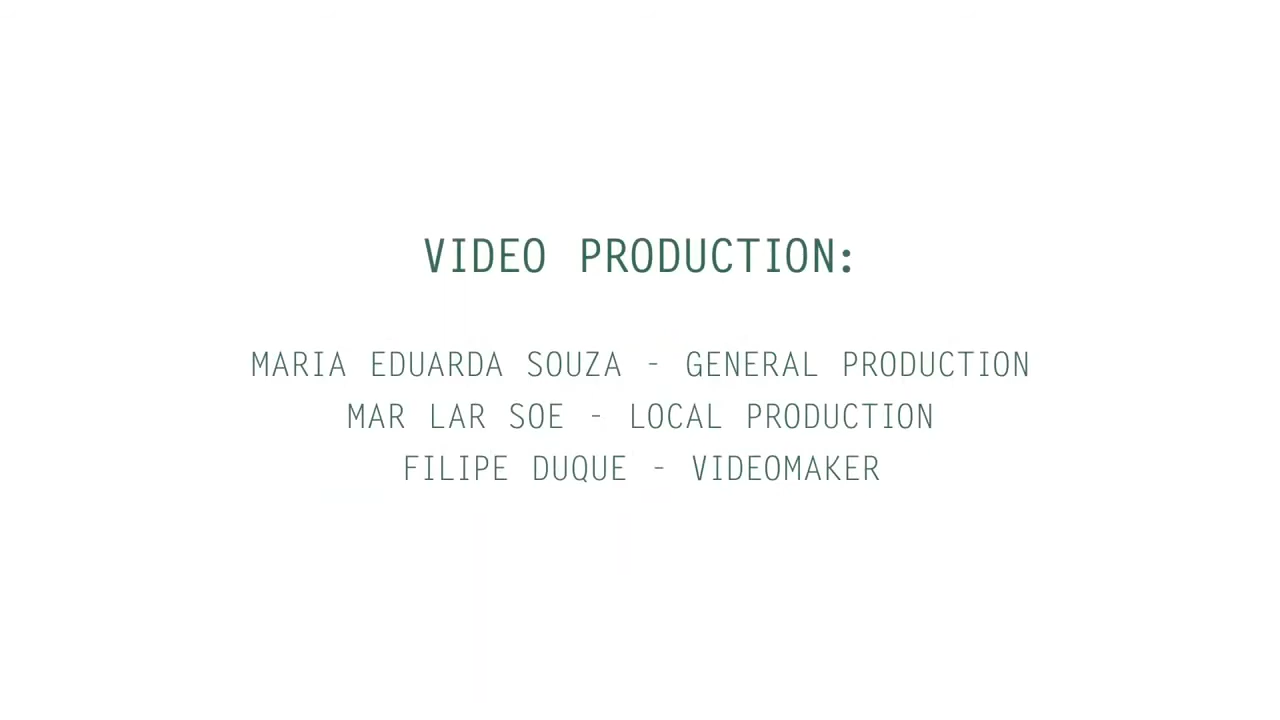 VIDEO PRODUCTION:
MARIA EDUARDA SOUZA - GENERAL PRODUCTION
MAR LAR SOE - LOCAL PRODUCTION
FILIPE DUQUE - VIDEOMAKER